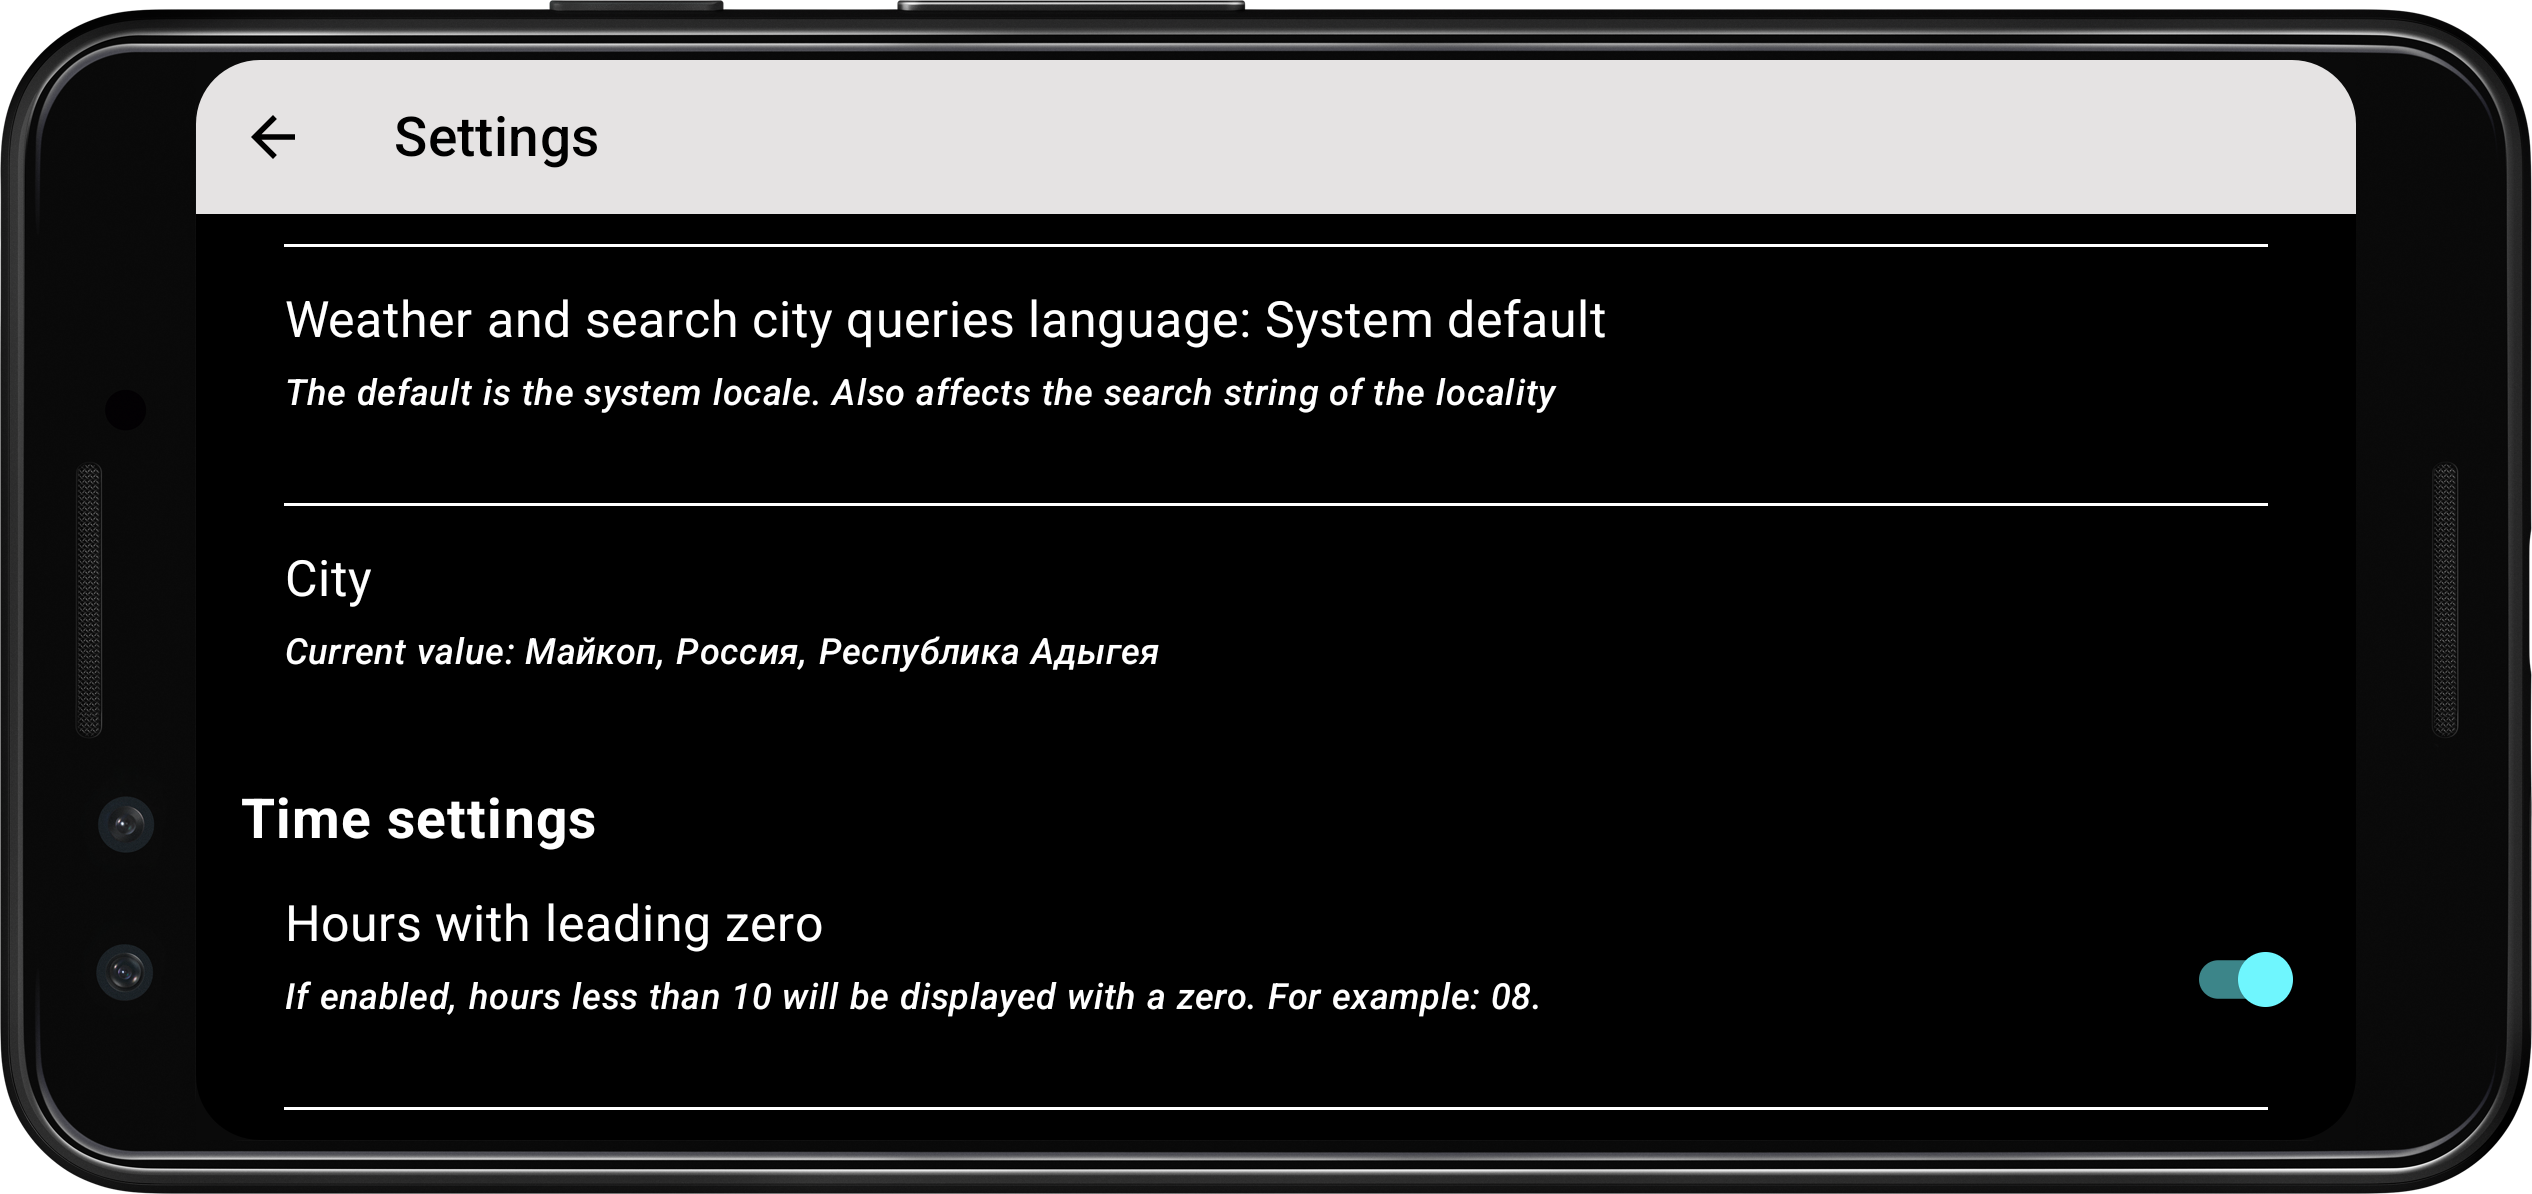 Settings
Weather and search city queries language: System default
The default is the system locale. Also affects the search string of the locality
City
Current value: Майкоп, Россия, Республика Адыгея
Time settings
Hours with leading zero
If enabled, hours less than 10 will be displayed with a zero. For example: 08.